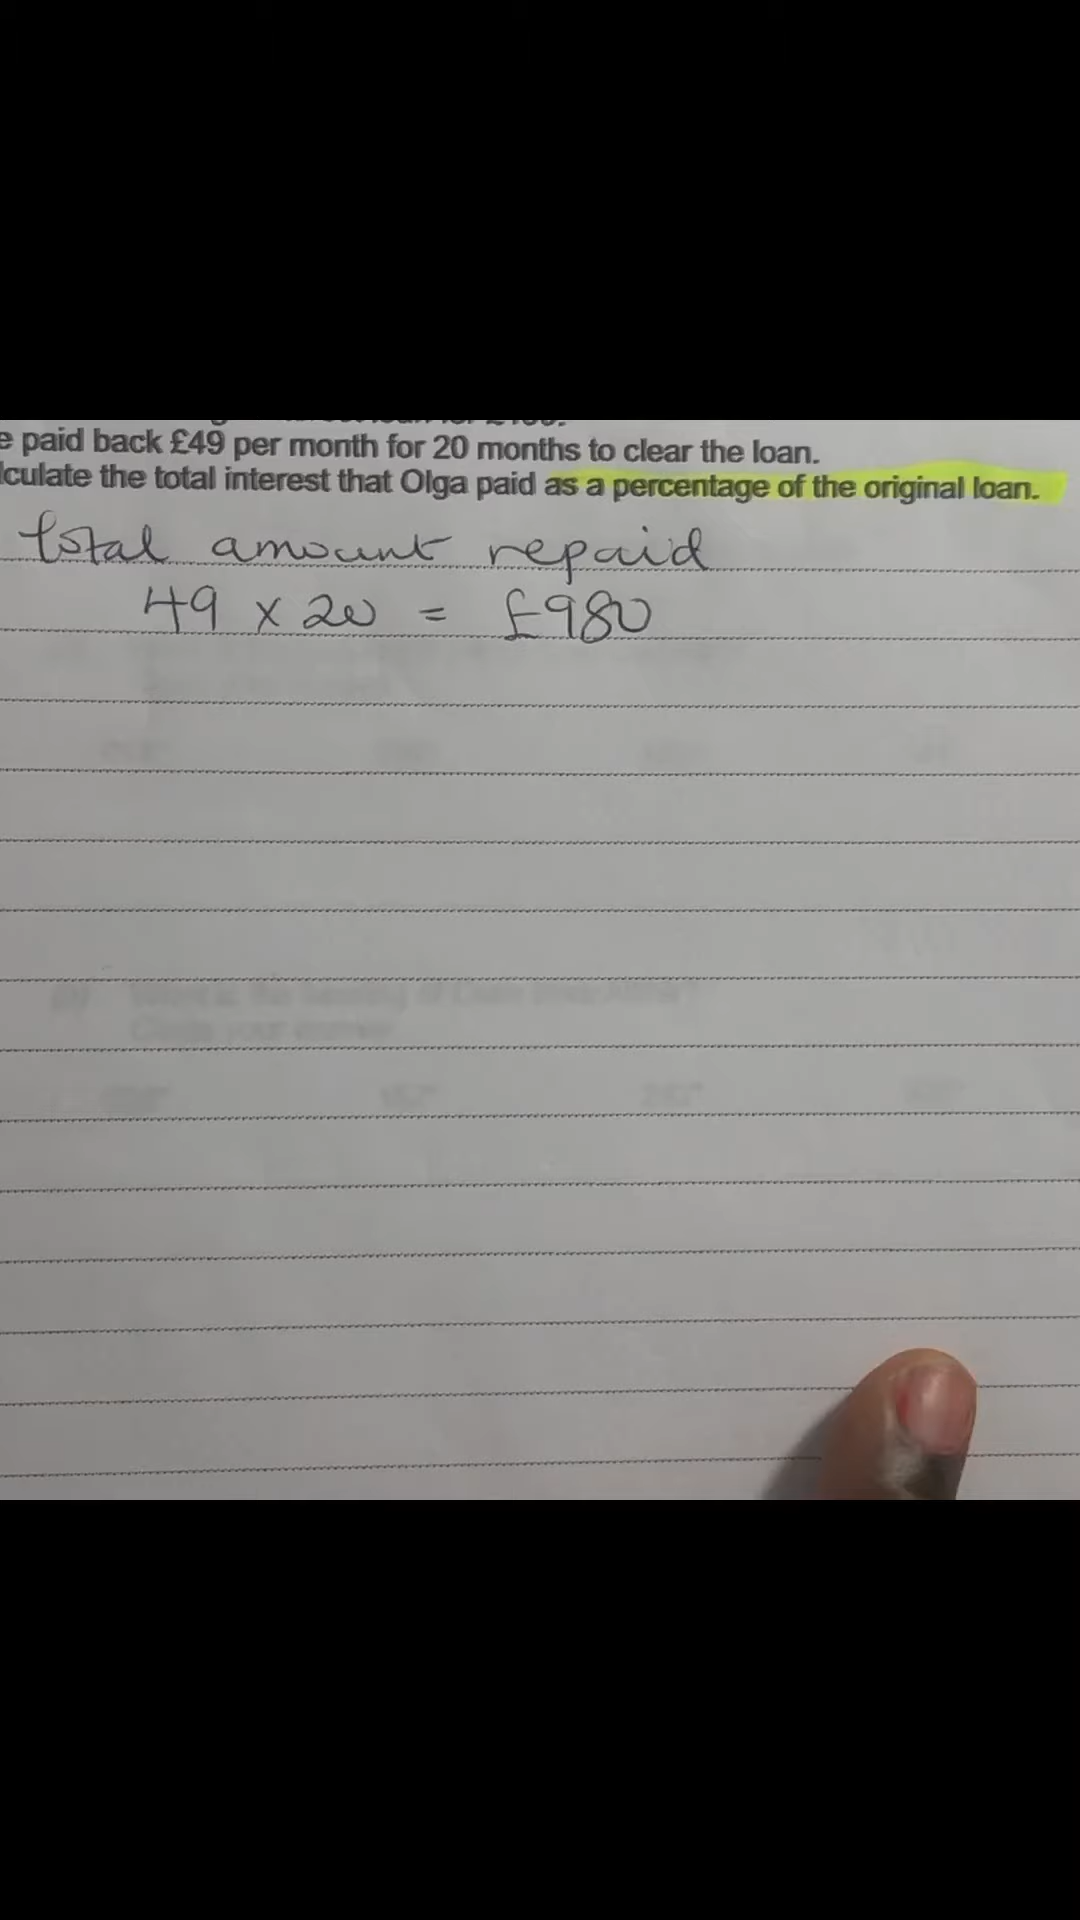 e paid back £49 per month for 20 months to clear the loan.
lculate the total interest that Olga paid as a percentage of the original loan.
total amount repaid
49 x 20 = £980